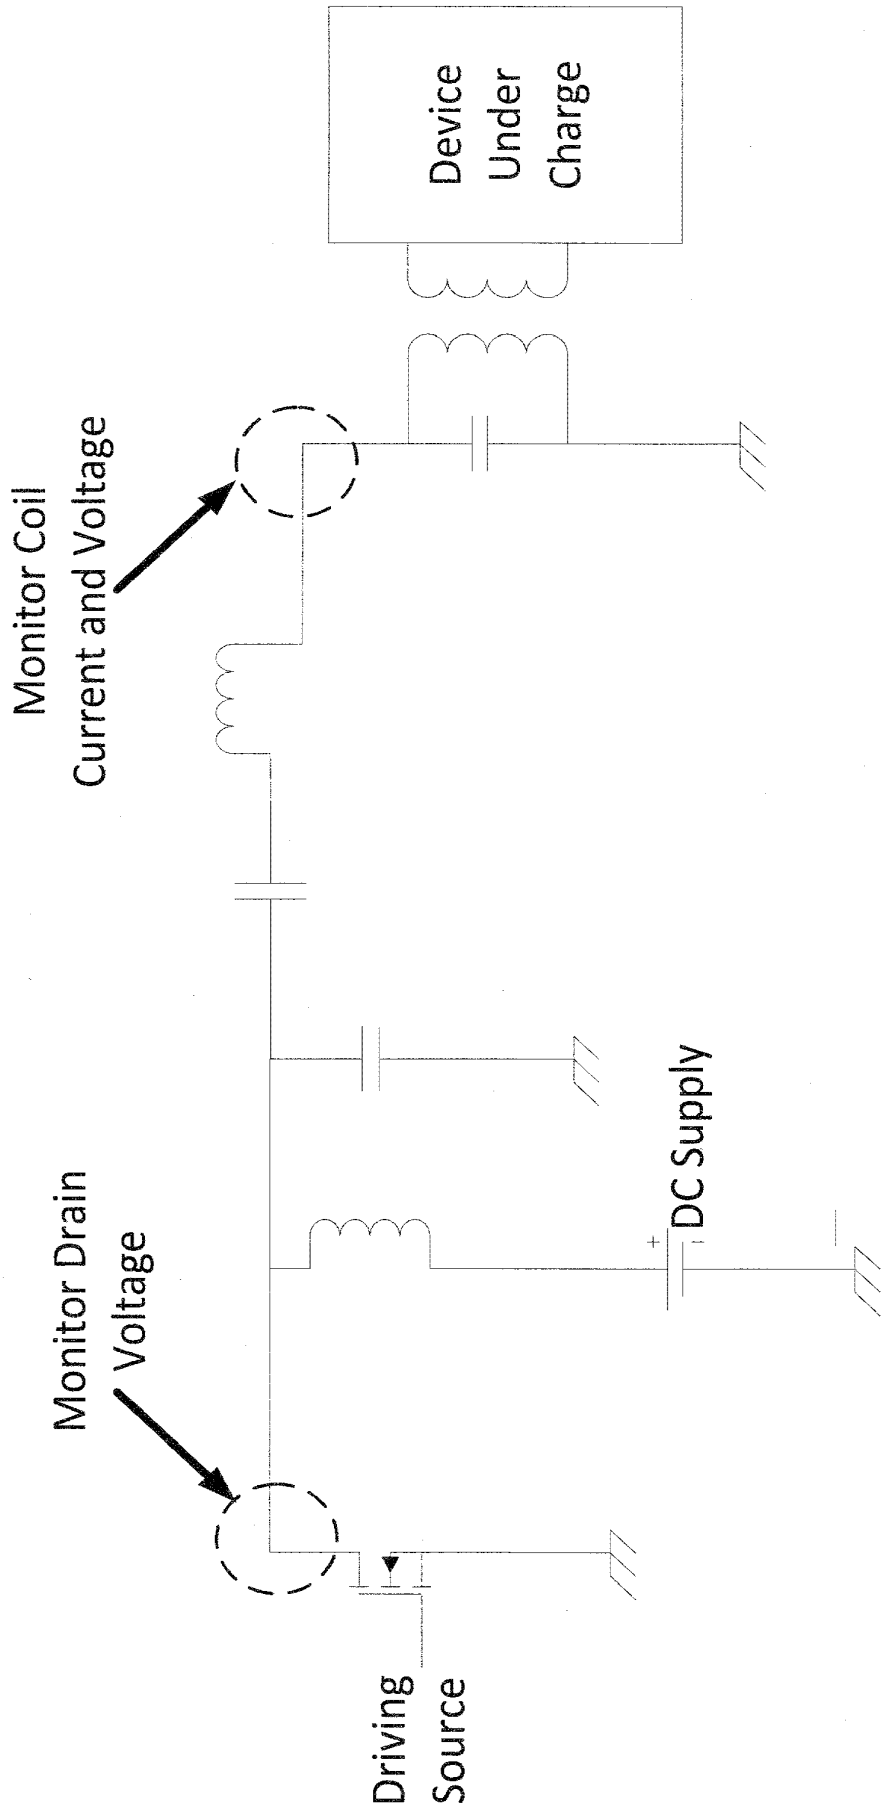 Monitor Drain
Voltage
Monitor Coil
Current and Voltage
Driving
Source
+
−
DC Supply
Device
Under
Charge